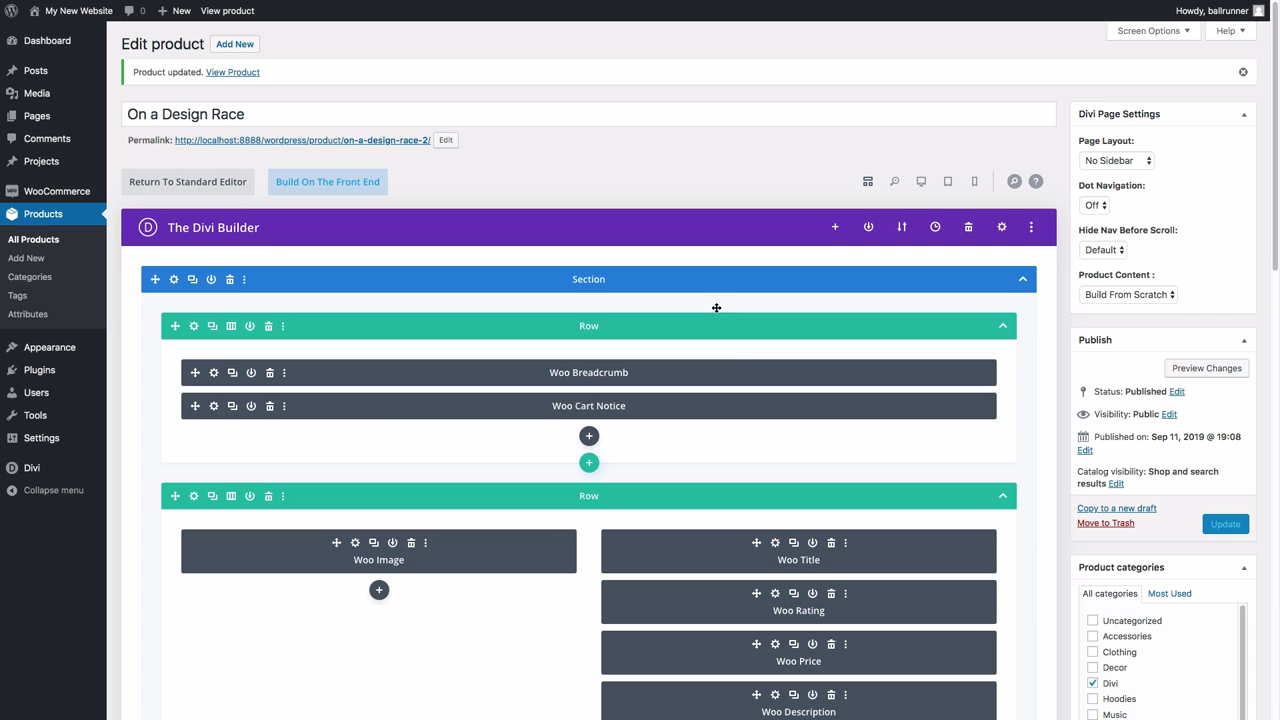 My New Website
0
New
View product
Howdy, ballrunner
Dashboard
Posts
Media
Pages
Comments
Projects
WooCommerce
Products
All Products
Add New
Categories
Tags
Attributes
Appearance
Plugins
Users
Tools
Settings
Divi
Collapse menu
Edit product
Add New
Screen Options
Help
Product updated. View Product
On a Design Race
Permalink: http://localhost:8888/wordpress/product/on-a-design-race-2/ Edit
Return To Standard Editor
Build On The Front End
D The Divi Builder
Section
Row
Woo Breadcrumb
Woo Cart Notice
Row
Woo Image
Woo Title
Woo Rating
Woo Price
Woo Description
Divi Page Settings
Page Layout:
No Sidebar
Dot Navigation:
Off
Hide Nav Before Scroll:
Default
Product Content :
Build From Scratch
Publish
Preview Changes
Status: Published Edit
Visibility: Public Edit
Published on: Sep 11, 2019 @ 19:08
Edit
Catalog visibility: Shop and search
results Edit
Copy to a new draft
Move to Trash
Update
Product categories
All categories
Most Used
Uncategorized
Accessories
Clothing
Decor
Divi
Hoodies
Music